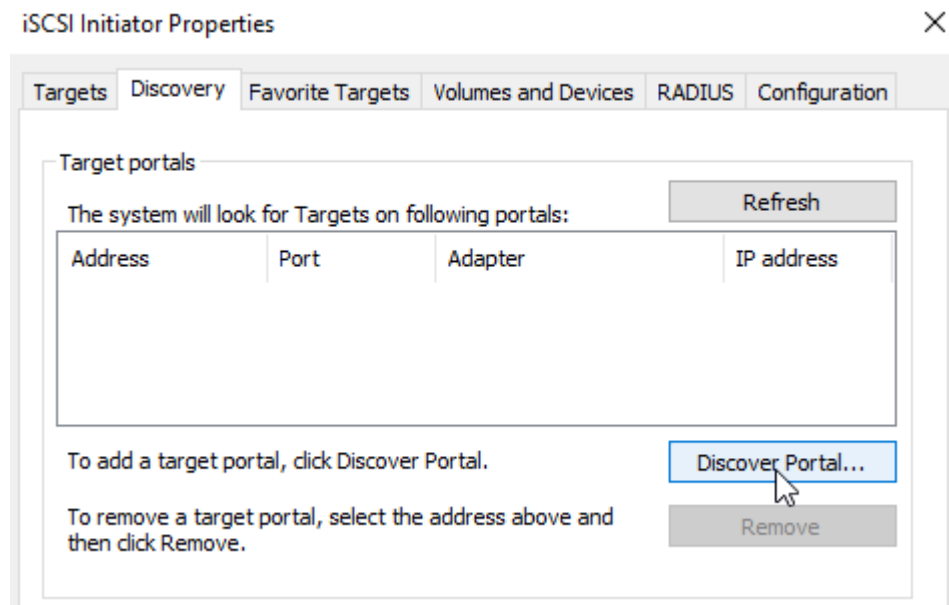 iSCSI Initiator Properties
Targets Discovery Favorite Targets Volumes and Devices RADIUS Configuration
Target portals
The system will look for Targets on following portals:
Refresh
Address Port Adapter IP address
To add a target portal, click Discover Portal.
Discover Portal...
To remove a target portal, select the address above and
then click Remove.
Remove